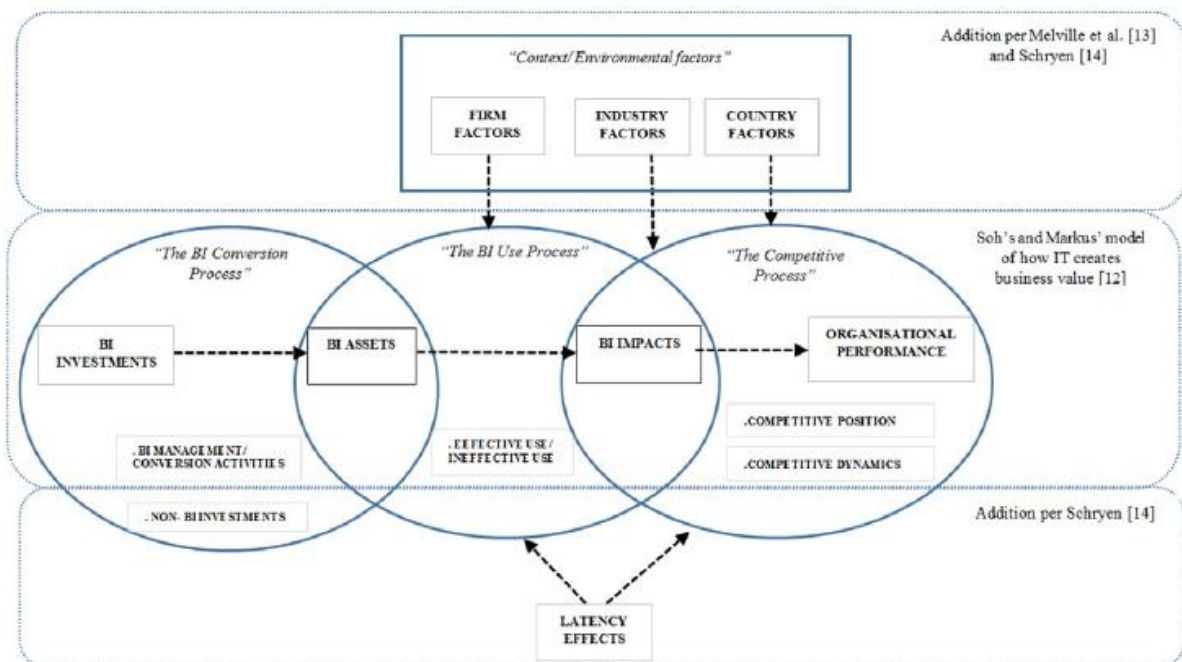 Addition per Melville et al. [13]
and Schryen [14]
“Context/ Environmental factors”
FIRM
FACTORS
INDUSTRY
FACTORS
COUNTRY
FACTORS
“The BI Conversion
Process”
“The BI Use Process”
“The Competitive
Process”
Soh’s and Markus’ model
of how IT creates
business value [12]
BI
INVESTMENTS
BI ASSETS
BI IMPACTS
ORGANISATIONAL
PERFORMANCE
. BI MANAGEMENT/
CONVERSION ACTIVITIES
. EFFECTIVE USE/
INEFFECTIVE USE
.COMPETITIVE POSITION
.COMPETITIVE DYNAMICS
. NON- BI INVESTMENTS
Addition per Schryen [14]
LATENCY
EFFECTS